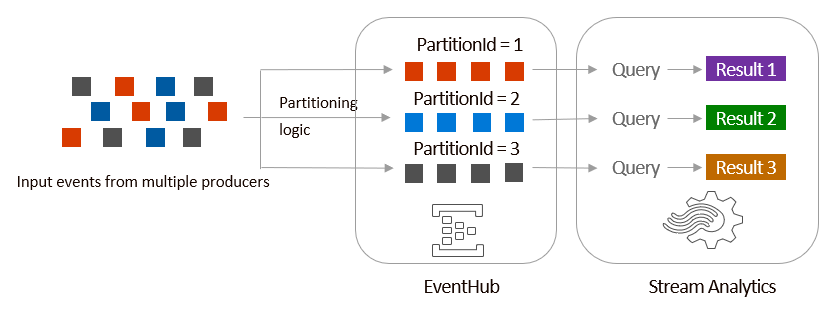 PartitionId = 1
Query
Result 1
Partitioning
logic
PartitionId = 2
Query
Result 2
PartitionId = 3
Query
Result 3
Input events from multiple producers
EventHub
Stream Analytics